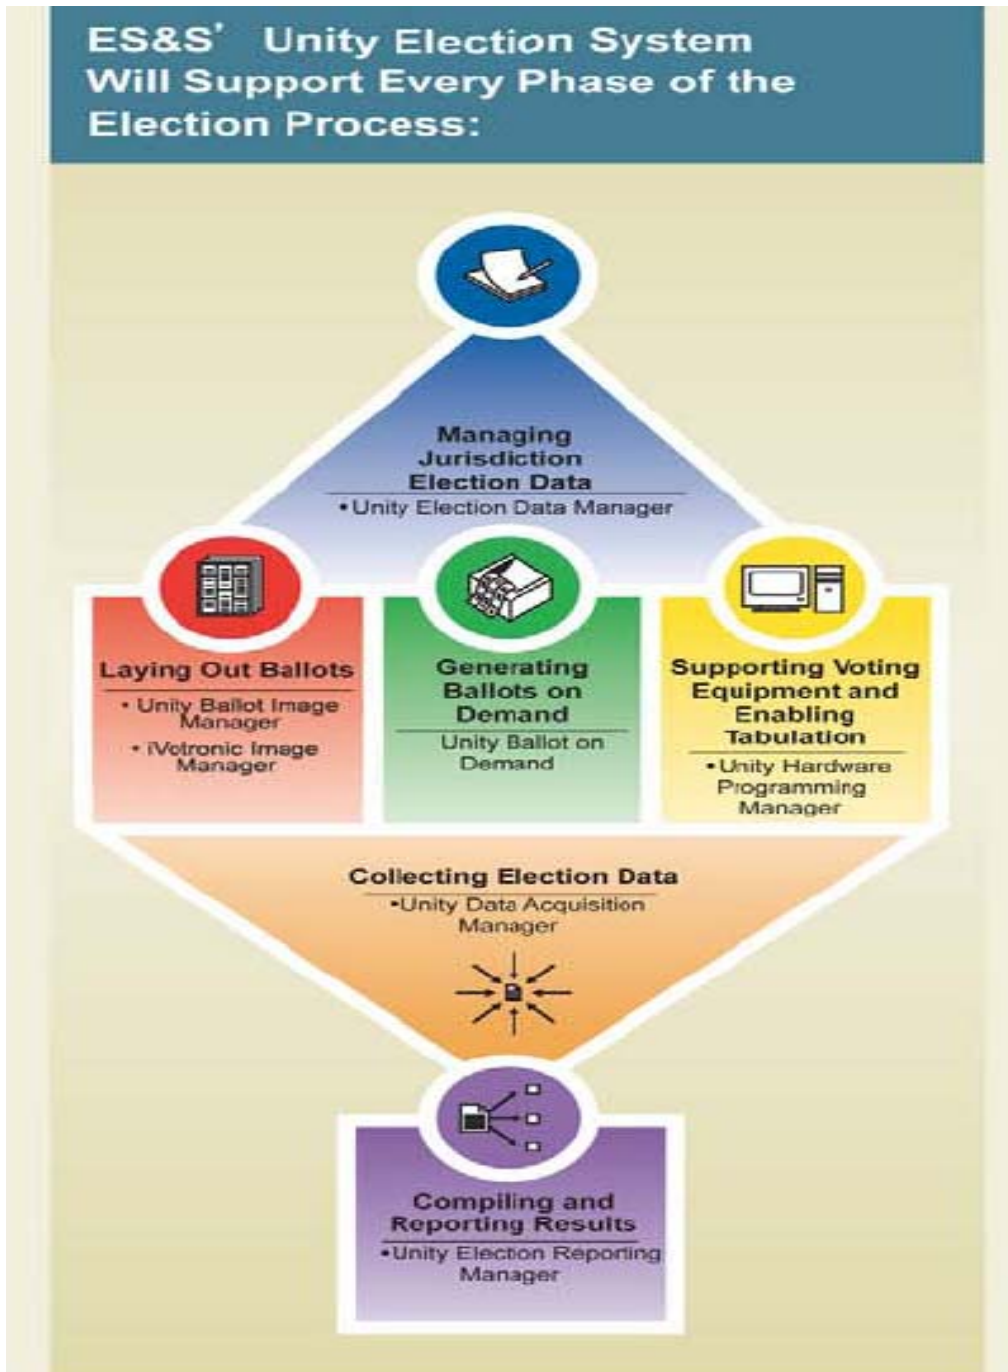 ES&S' Unity Election System
Will Support Every Phase of the
Election Process:
Managing
Jurisdiction
Election Data
•Unity Election Data Manager
Laying Out Ballots
• Unity Ballot Image
Manager
• iVotronic Image
Manager
Generating
Ballots on
Demand
Unity Ballot on
Demand
Supporting Voting
Equipment and
Enabling
Tabulation
•Unity Hardware
Programming
Manager
Collecting Election Data
•Unity Data Acquisition
Manager
Compiling and
Reporting Results
•Unity Election Reporting
Manager